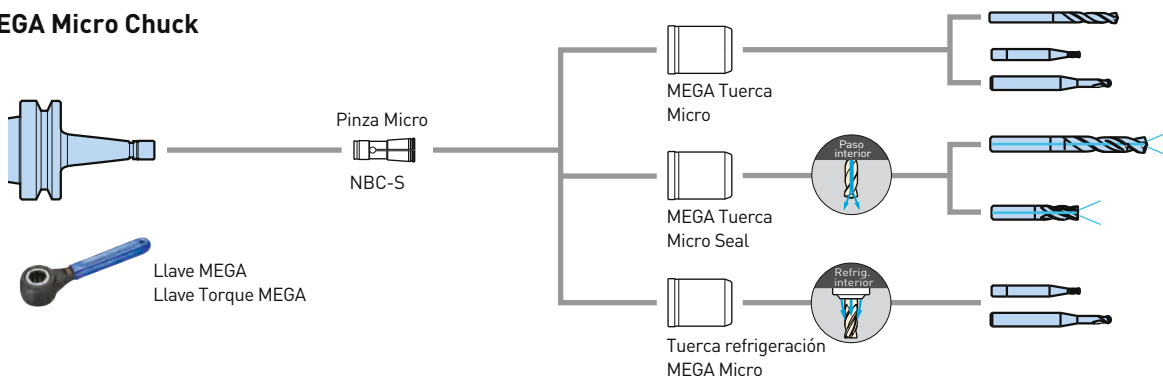 EGA Micro Chuck
Pinza Micro
NBC-S
Llave MEGA
Llave Torque MEGA
MEGA Tuerca
Micro
MEGA Tuerca
Micro Seal
Paso
interior
Tuerca refrigeración
MEGA Micro
Refrig.
interior